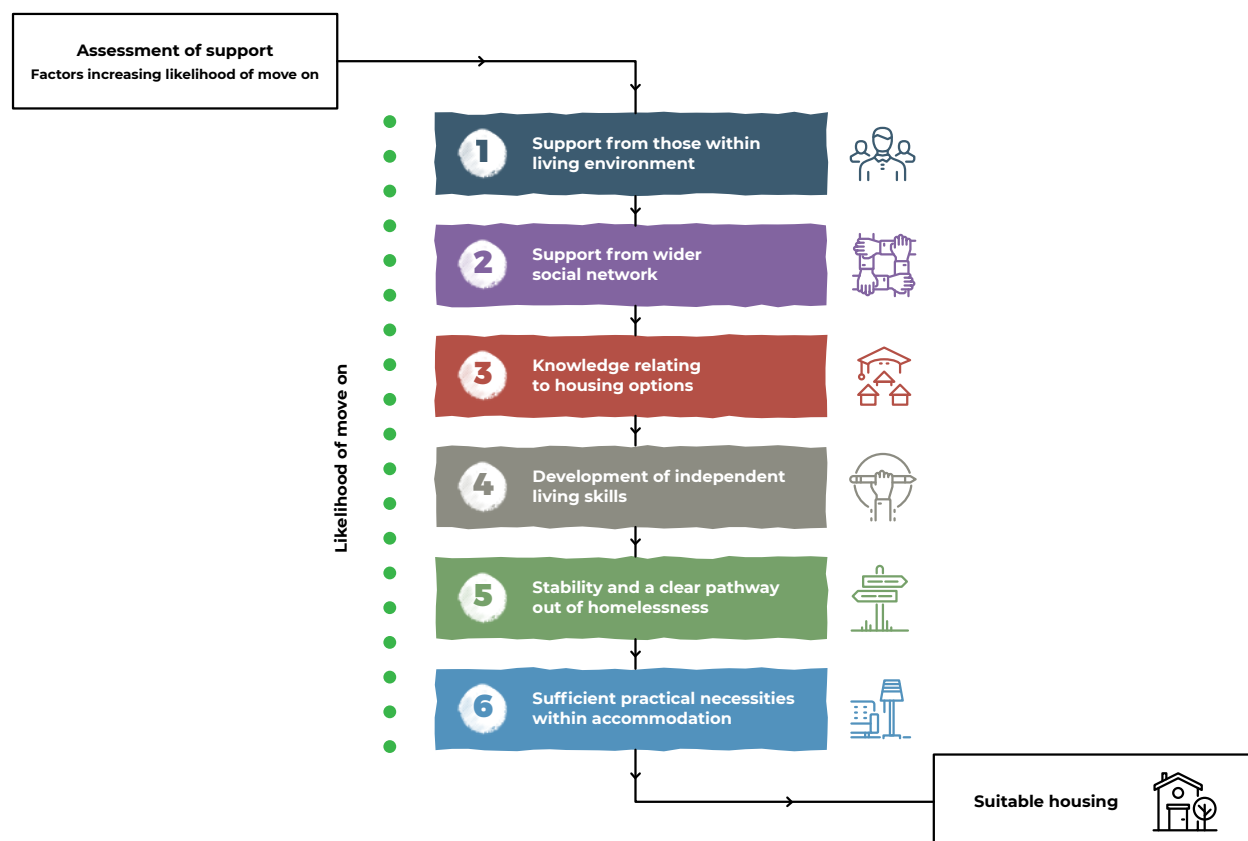 Assessment of support
Factors increasing likelihood of move on
1
Support from those within
living environment
2
Support from wider
social network
3
Knowledge relating
to housing options
Likelihood of move on
4
Development of independent
living skills
5
Stability and a clear pathway
out of homelessness
6
Sufficient practical necessities
within accommodation
Suitable housing